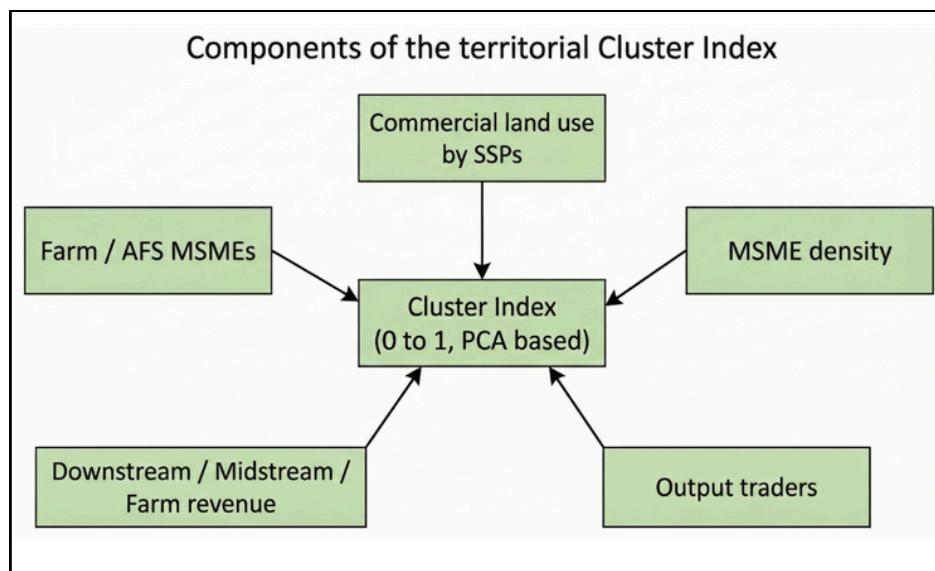 Components of the territorial Cluster Index
Commercial land use
by SSPs
Farm / AFS MSMEs
MSME density
Cluster Index
(0 to 1, PCA based)
Downstream / Midstream /
Farm revenue
Output traders